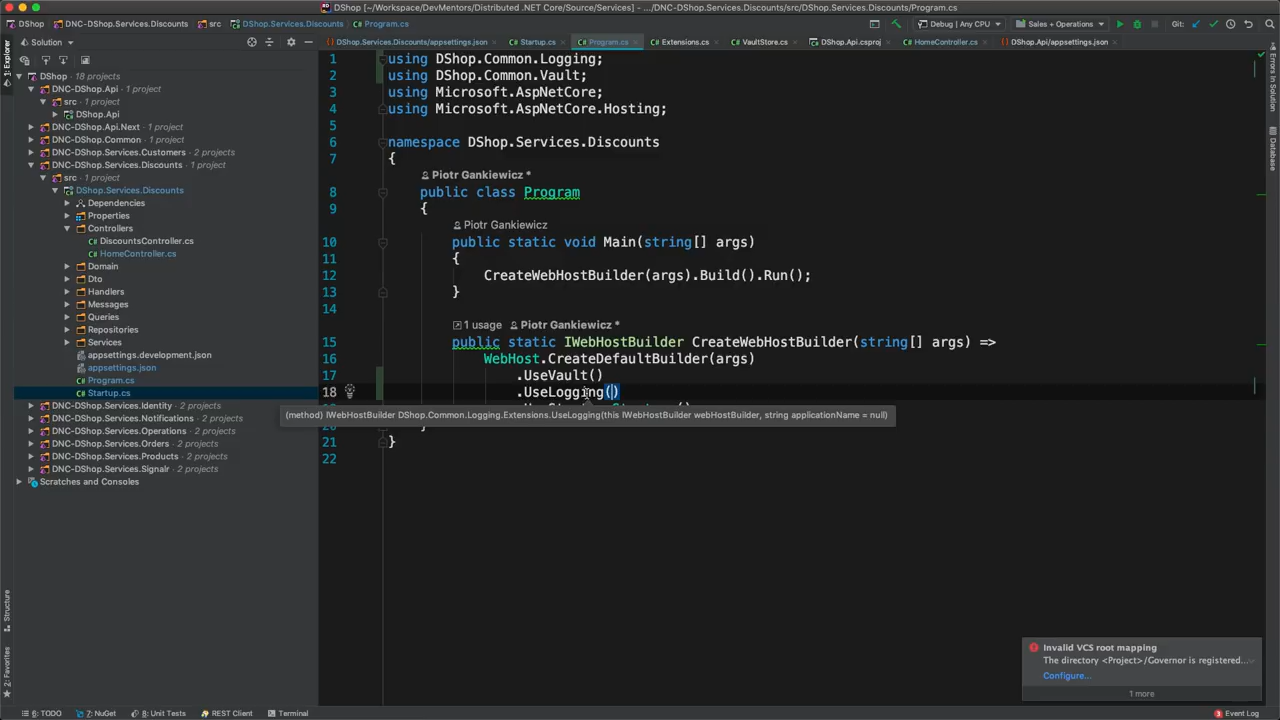 DShop [~/Workspace/DevMentors/Distributed .NET Core/Source/Services] - .../DNC-DShop.Services.Discounts/src/DShop.Services.Discounts/Program.cs
DShop
DNC-DShop.Services.Discounts
src
DShop.Services.Discounts
Program.cs
Debug | Any CPU
Sales + Operations
Git:
1: Explorer
Solution
DShop.Services.Discounts/appsettings.json
Startup.cs
Program.cs
Extensions.cs
VaultStore.cs
DShop.Api.csproj
HomeController.cs
DShop.Api/appsettings.json
DShop 18 projects
DNC-DShop.Api 1 project
src 1 project
DShop.Api
DNC-DShop.Api.Next 1 project
DNC-DShop.Common 1 project
DNC-DShop.Services.Customers 2 projects
DNC-DShop.Services.Discounts 1 project
src 1 project
DShop.Services.Discounts
Dependencies
Properties
Controllers
DiscountsController.cs
HomeController.cs
Domain
Dto
Handlers
Messages
Queries
Repositories
Services
appsettings.development.json
appsettings.json
Program.cs
Startup.cs
DNC-DShop.Services.Identity 2 projects
DNC-DShop.Services.Notifications 2 projects
DNC-DShop.Services.Operations 2 projects
DNC-DShop.Services.Orders 2 projects
DNC-DShop.Services.Products 2 projects
DNC-DShop.Services.Signalr 2 projects
Scratches and Consoles
1 using DShop.Common.Logging;
2 using DShop.Common.Vault;
3 using Microsoft.AspNetCore;
4 using Microsoft.AspNetCore.Hosting;
5
6 namespace DShop.Services.Discounts
7 {
Piotr Gankiewicz *
8 public class Program
9 {
Piotr Gankiewicz
10 public static void Main(string[] args)
11 {
12 CreateWebHostBuilder(args).Build().Run();
13 }
14
1 usage Piotr Gankiewicz *
15 public static IWebHostBuilder CreateWebHostBuilder(string[] args) =>
16 WebHost.CreateDefaultBuilder(args)
17 .UseVault()
18 .UseLogging()
(method) IWebHostBuilder DShop.Common.Logging.Extensions.UseLogging(this IWebHostBuilder webHostBuilder, string applicationName = null)
21 }
22
Errors In Solution
Database
Structure
2: Favorites
Invalid VCS root mapping
The directory <Project>/Governor is registered...
Configure...
1 more
6: TODO
7: NuGet
8: Unit Tests
REST Client
Terminal
Event Log